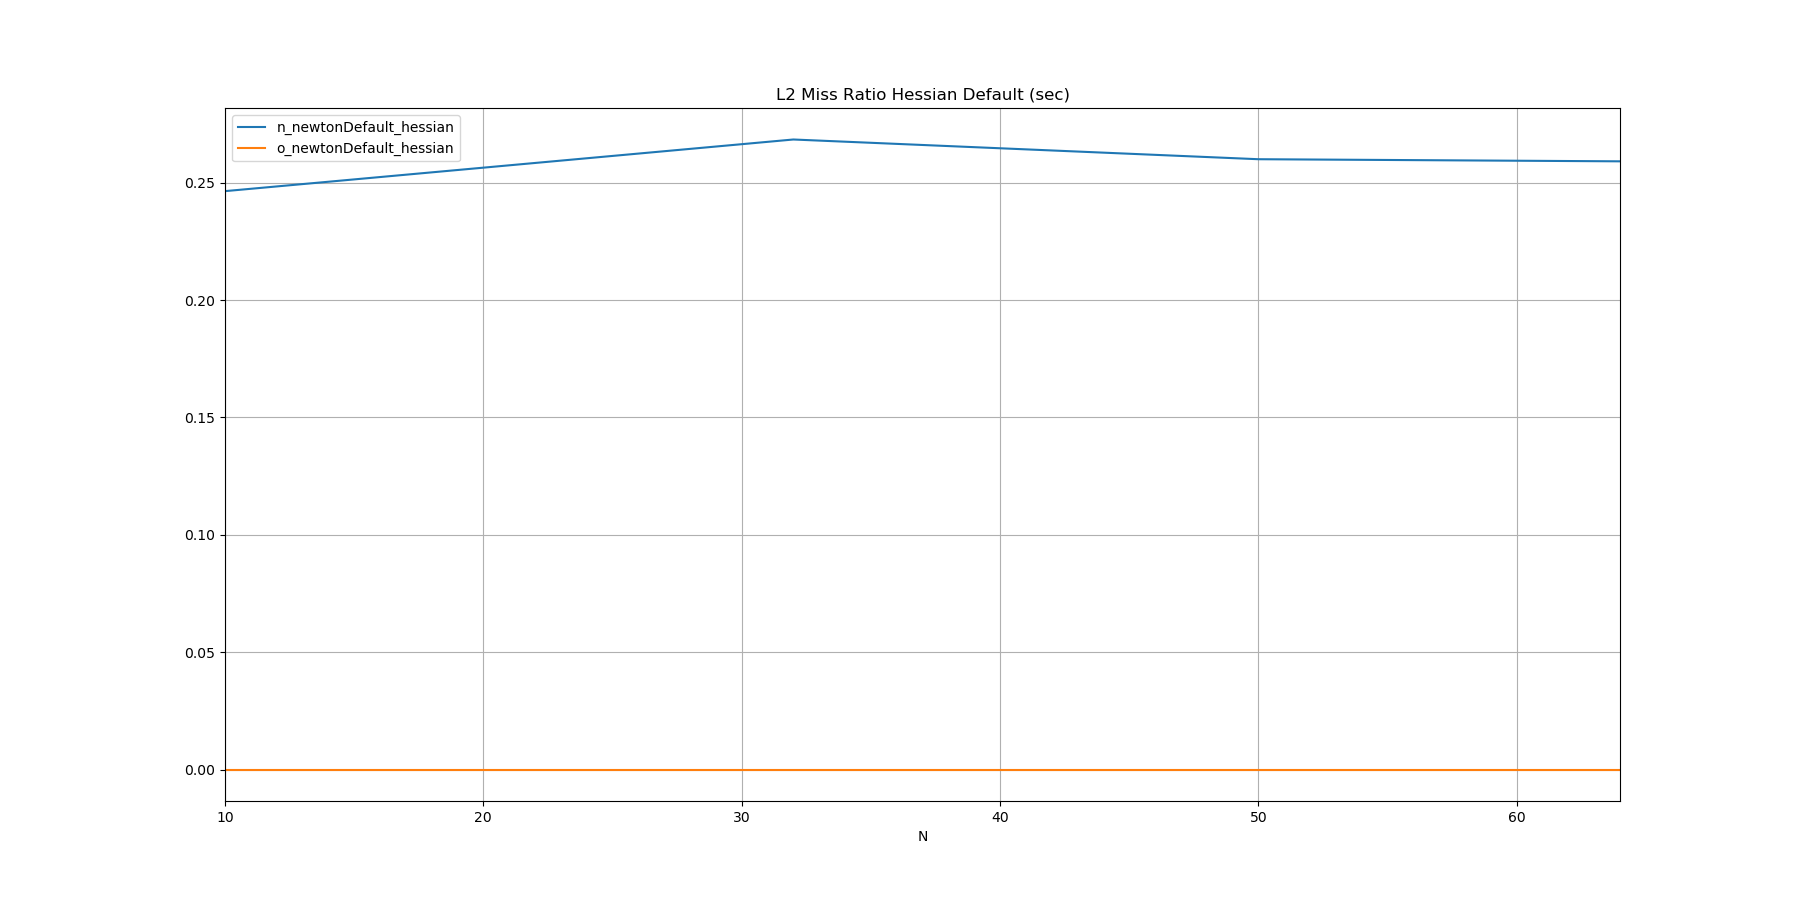 L2 Miss Ratio Hessian Default (sec)
n_newtonDefault_hessian
o_newtonDefault_hessian
0.25
0.20
0.15
0.10
0.05
0.00
10 20 30 40 50 60
N